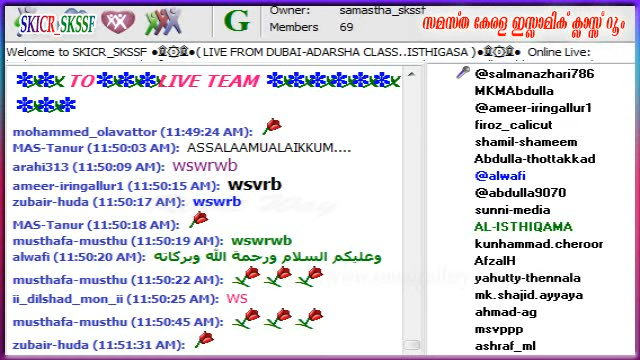 SKICR SKSSF
G
Owner: samastha_skssf
Members 69
സമസ്ത കേരള ഇസ്ലാമിക് ക്ലാസ്സ് റൂം
Welcome to SKICR_SKSSF •๑۩۞۩๑•( LIVE FROM DUBAI-ADARSHA CLASS..ISTHIGASA )•๑۩۞۩๑• Online Live:
TO LIVE TEAM
mohammed_olavattor (11:49:24 AM):
MAS-Tanur (11:50:03 AM): ASSALAAMUALAIKKUM....
arahi313 (11:50:09 AM): wswrwb
ameer-iringallur1 (11:50:15 AM): wsvrb
zubair-huda (11:50:17 AM): wswrb
MAS-Tanur (11:50:18 AM):
musthafa-musthu (11:50:19 AM): wswrwb
alwafi (11:50:20 AM): وعليكم السلام ورحمة الله وبركاته
musthafa-musthu (11:50:22 AM):
ii_dilshad_mon_ii (11:50:25 AM): ws
musthafa-musthu (11:50:45 AM):
zubair-huda (11:51:31 AM):
@salmanazhari786
MKMAbdulla
@ameer-iringallur1
firoz_calicut
shamil-shameem
Abdulla-thottakkad
@alwafi
@abdulla9070
sunni-media
AL-ISTHIQAMA
kunhammad.cheroor
AfzalH
yahutty-thennala
mk.shajid.ayyaya
ahmad-ag
msvppp
ashraf_ml